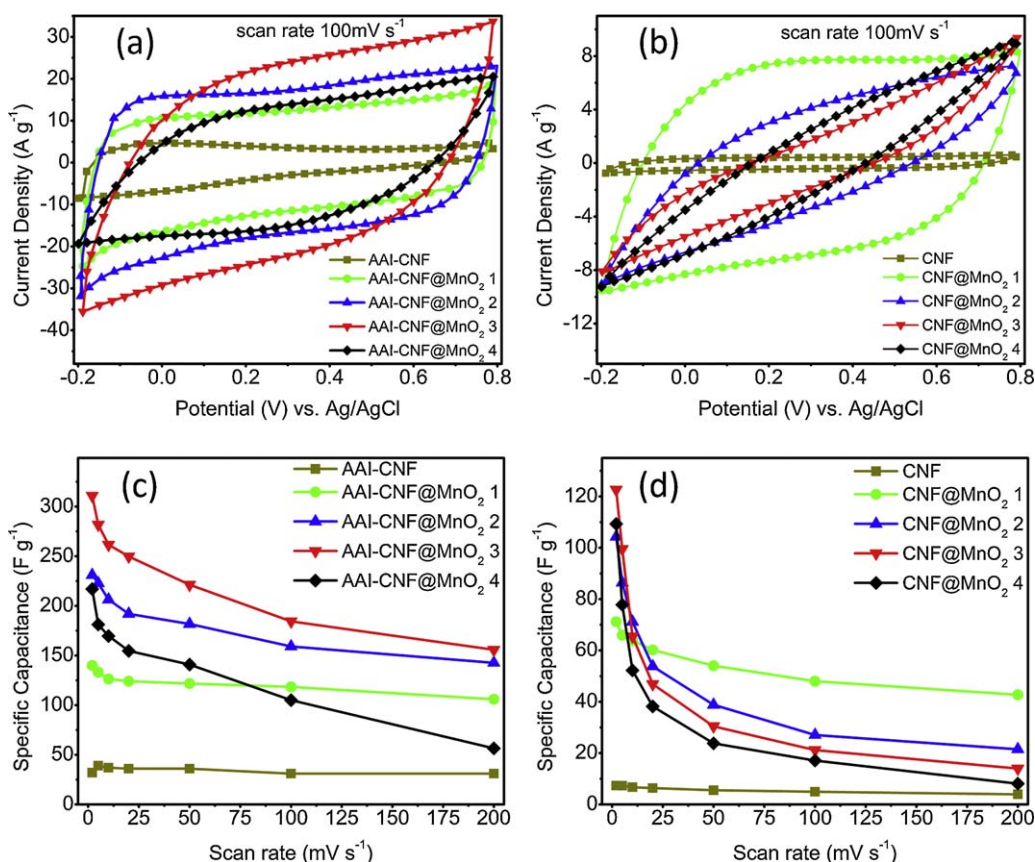 (a)
scan rate 100mV s⁻¹
Current Density (A g⁻¹)
30
20
10
0
-10
-20
-30
-40
AAI-CNF
AAI-CNF@MnO₂ 1
AAI-CNF@MnO₂ 2
AAI-CNF@MnO₂ 3
AAI-CNF@MnO₂ 4
-0.2 0.0 0.2 0.4 0.6 0.8
Potential (V) vs. Ag/AgCl
(b)
scan rate 100mV s⁻¹
Current Density (A g⁻¹)
12
8
4
0
-4
-8
-12
CNF
CNF@MnO₂ 1
CNF@MnO₂ 2
CNF@MnO₂ 3
CNF@MnO₂ 4
-0.2 0.0 0.2 0.4 0.6 0.8
Potential (V) vs. Ag/AgCl
(c)
AAI-CNF
AAI-CNF@MnO₂ 1
AAI-CNF@MnO₂ 2
AAI-CNF@MnO₂ 3
AAI-CNF@MnO₂ 4
Specific Capacitance (F g⁻¹)
300
250
200
150
100
50
0
0 25 50 75 100 125 150 175 200
Scan rate (mV s⁻¹)
(d)
CNF
CNF@MnO₂ 1
CNF@MnO₂ 2
CNF@MnO₂ 3
CNF@MnO₂ 4
Specific Capacitance (F g⁻¹)
120
100
80
60
40
20
0
0 25 50 75 100 125 150 175 200
Scan rate (mV s⁻¹)